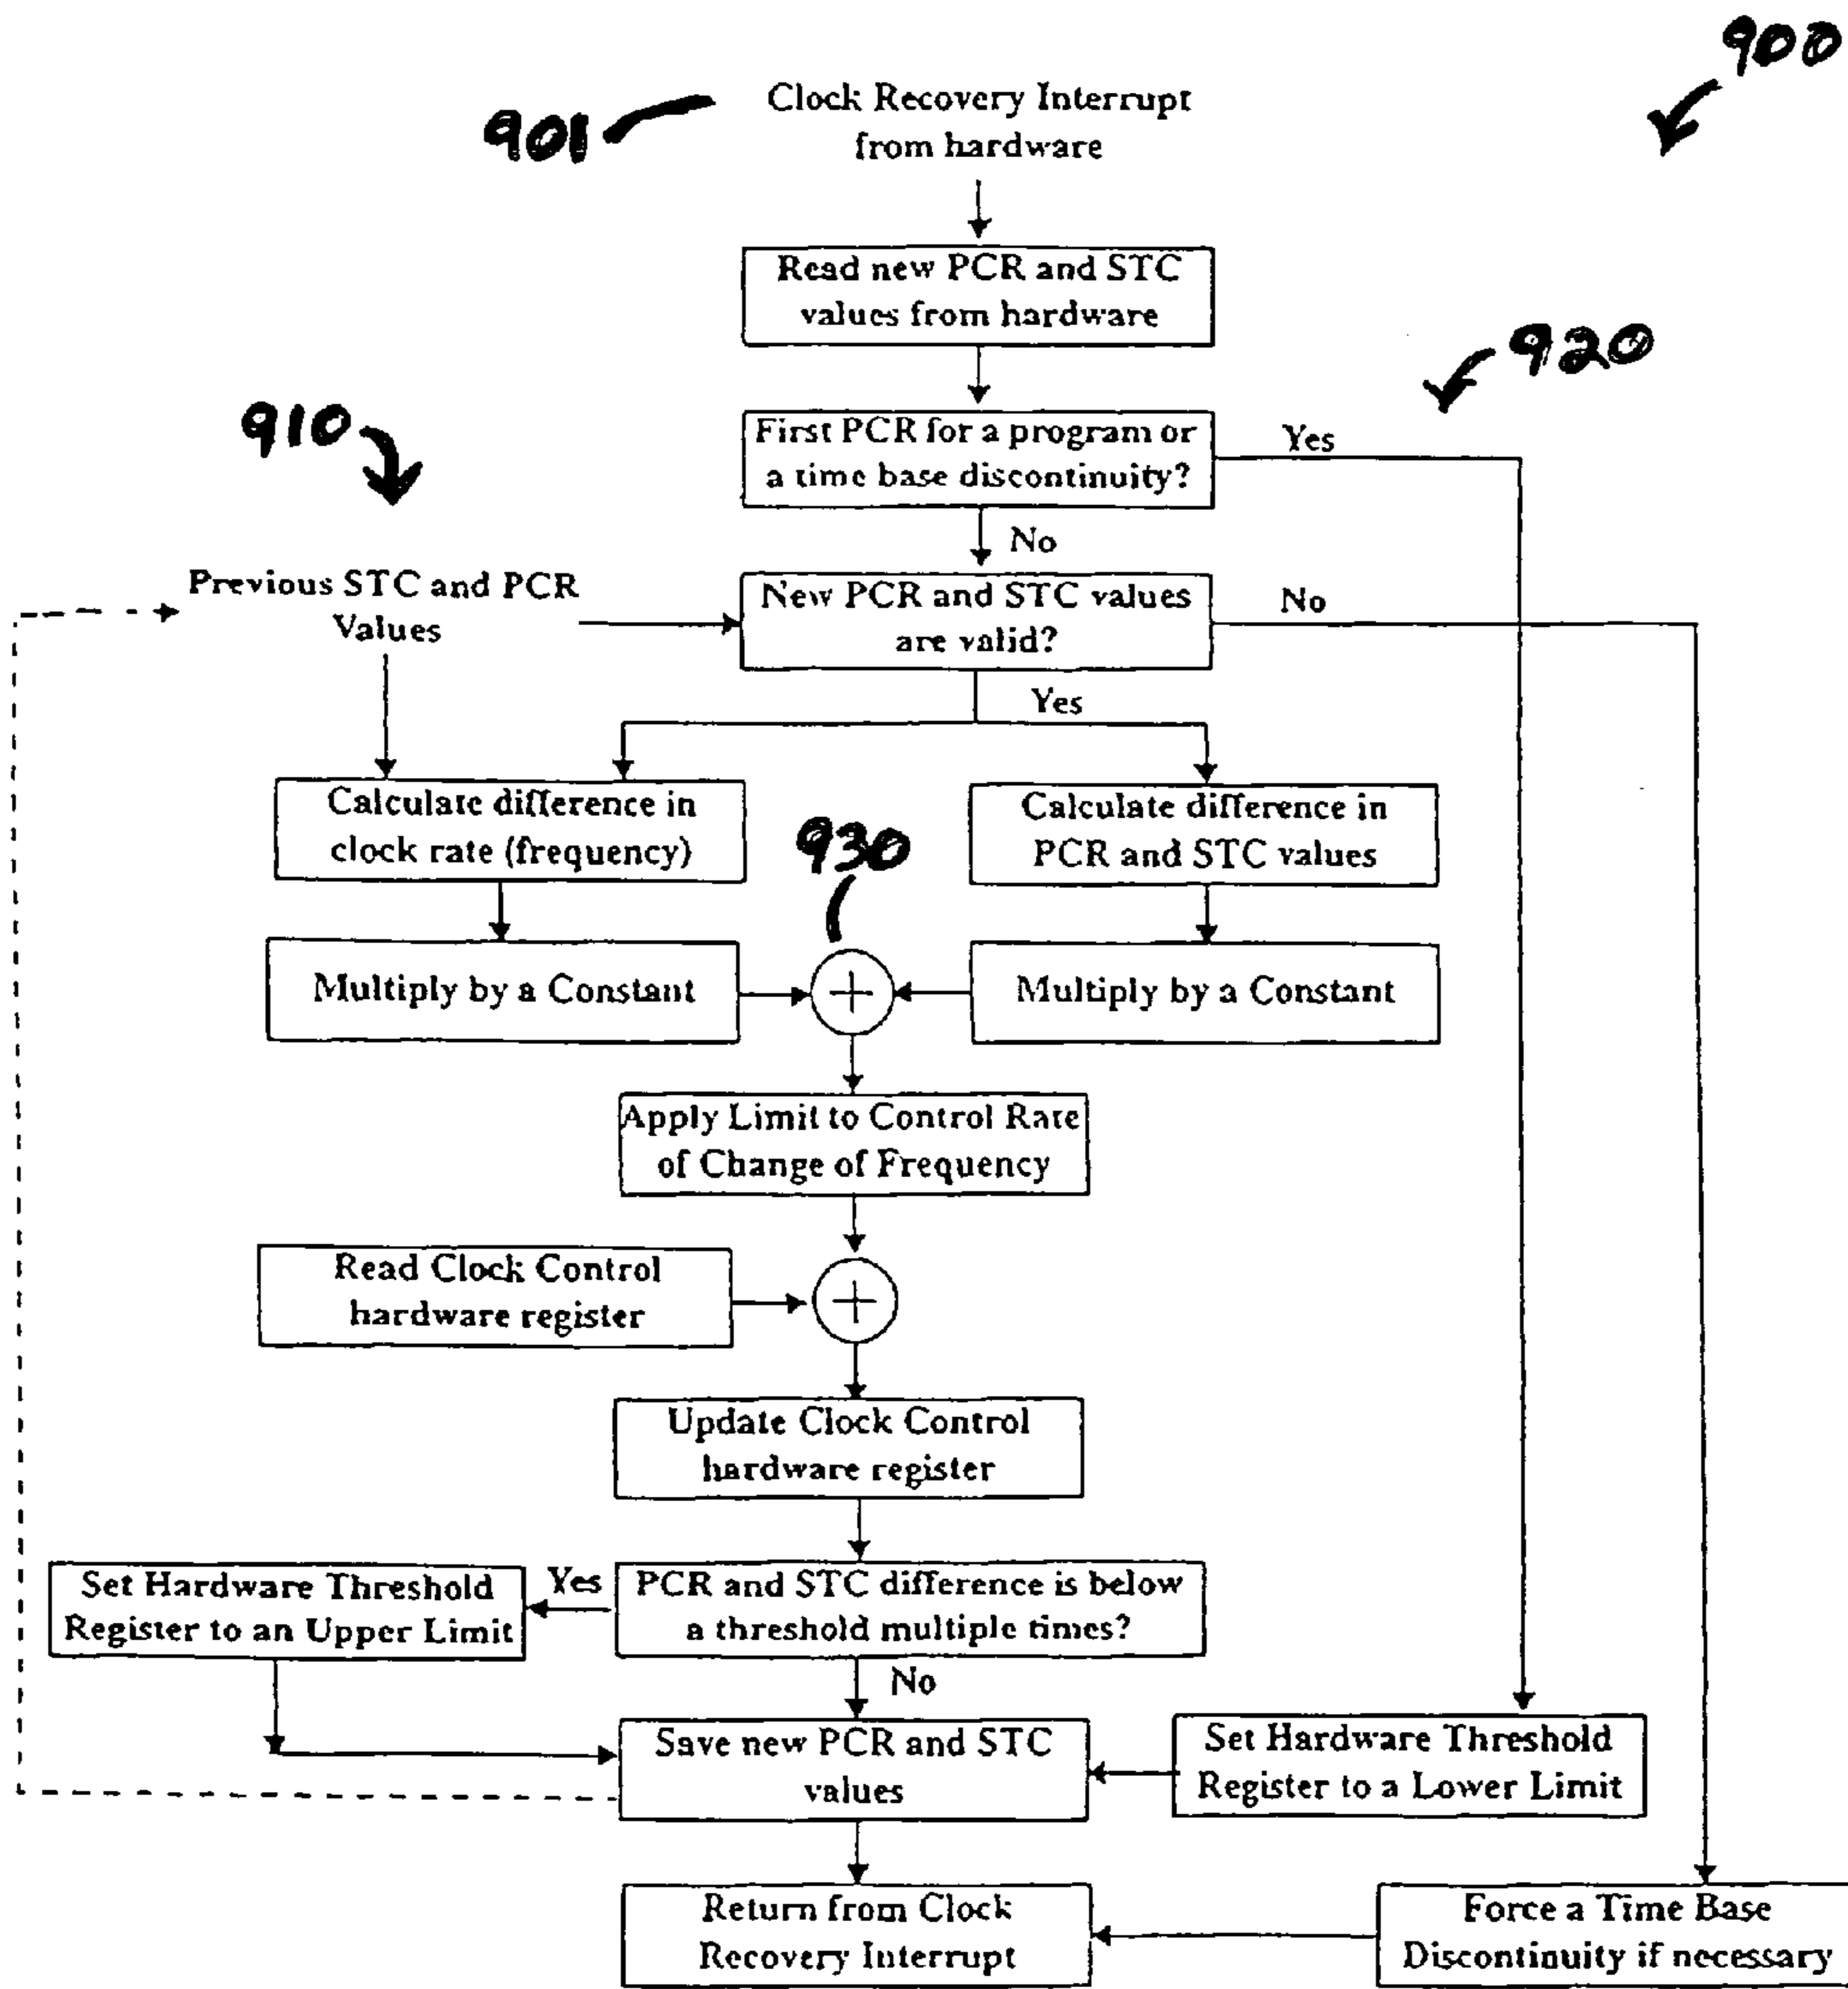 900
901
Clock Recovery Interrupt
from hardware
Read new PCR and STC
values from hardware
920
910
First PCR for a program or
a time base discontinuity?
Yes
No
Previous STC and PCR
Values
New PCR and STC values
are valid?
No
Yes
Calculate difference in
clock rate (frequency)
Calculate difference in
PCR and STC values
930
Multiply by a Constant
+
Multiply by a Constant
Apply Limit to Control Rate
of Change of Frequency
Read Clock Control
hardware register
+
Update Clock Control
hardware register
Set Hardware Threshold
Register to an Upper Limit
Yes
PCR and STC difference is below
a threshold multiple times?
No
Save new PCR and STC
values
Set Hardware Threshold
Register to a Lower Limit
Return from Clock
Recovery Interrupt
Force a Time Base
Discontinuity if necessary